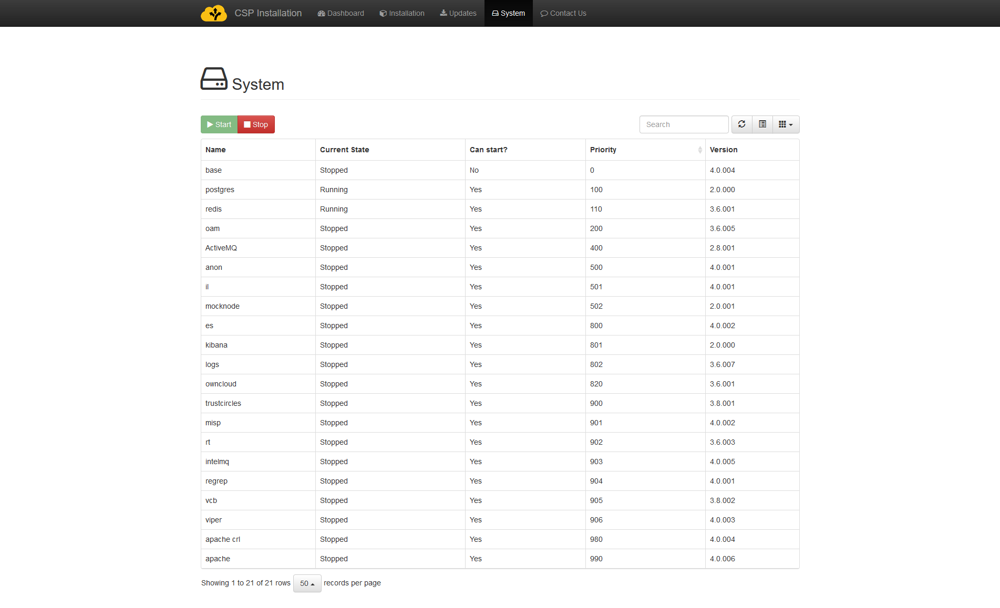 CSP Installation Dashboard Installation Updates System Contact Us
System
Start Stop Search
Name Current State Can start? Priority Version
base Stopped No 0 4.0.004
postgres Running Yes 100 2.0.000
redis Running Yes 110 3.6.001
oam Stopped Yes 200 3.6.005
ActiveMQ Stopped Yes 400 2.8.001
anon Stopped Yes 500 4.0.001
il Stopped Yes 501 4.0.001
mocknode Stopped Yes 502 2.0.001
es Stopped Yes 800 4.0.002
kibana Stopped Yes 801 2.0.000
logs Stopped Yes 802 3.6.007
owncloud Stopped Yes 820 3.6.001
trustcircles Stopped Yes 900 3.8.001
misp Stopped Yes 901 4.0.002
rt Stopped Yes 902 3.6.003
intelmq Stopped Yes 903 4.0.005
regrep Stopped Yes 904 4.0.001
vcb Stopped Yes 905 3.8.002
viper Stopped Yes 906 4.0.003
apache crl Stopped Yes 980 4.0.004
apache Stopped Yes 990 4.0.006
Showing 1 to 21 of 21 rows 50 records per page